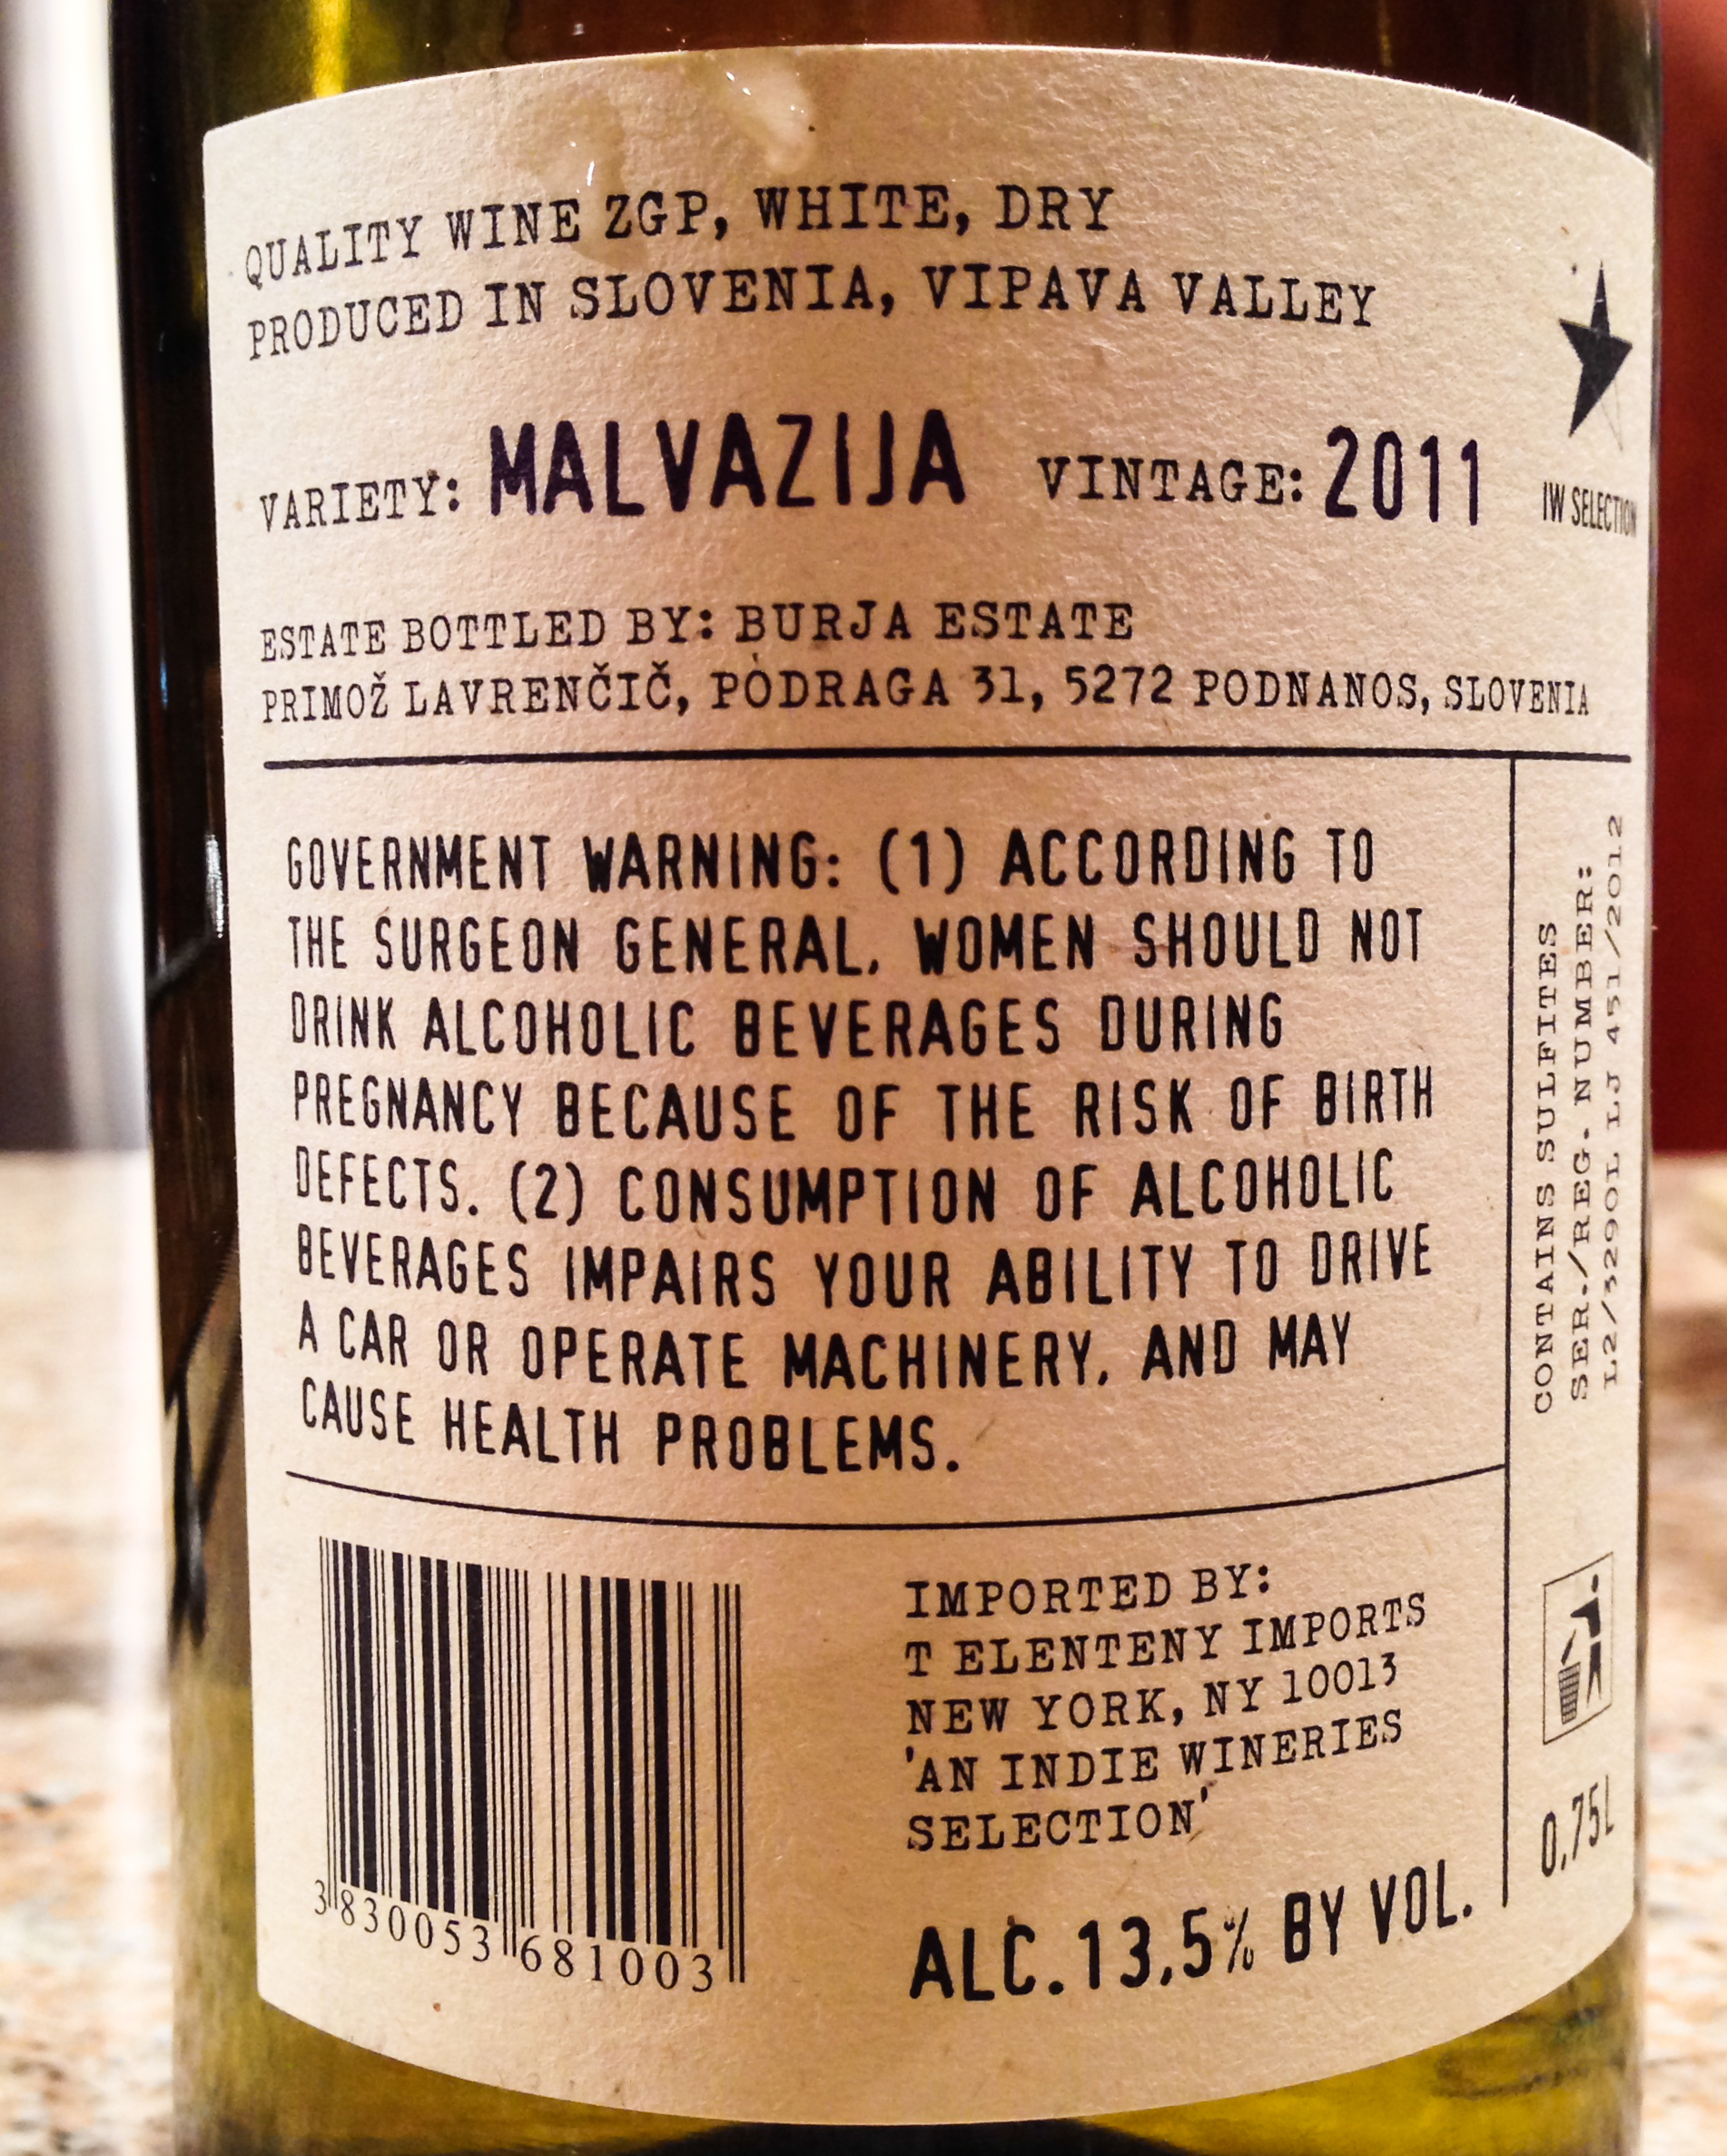 QUALITY WINE ZGP, WHITE, DRY
PRODUCED IN SLOVENIA, VIPAVA VALLEY
VARIETY: MALVAZIJA VINTAGE: 2011
IW SELECTION
ESTATE BOTTLED BY: BURJA ESTATE
PRIMOŽ LAVRENČIČ, PODRAGA 31, 5272 PODNANOS, SLOVENIA
GOVERNMENT WARNING: (1) ACCORDING TO
THE SURGEON GENERAL, WOMEN SHOULD NOT
DRINK ALCOHOLIC BEVERAGES DURING
PREGNANCY BECAUSE OF THE RISK OF BIRTH
DEFECTS. (2) CONSUMPTION OF ALCOHOLIC
BEVERAGES IMPAIRS YOUR ABILITY TO DRIVE
A CAR OR OPERATE MACHINERY, AND MAY
CAUSE HEALTH PROBLEMS.
CONTAINS SULFITES
SER./REG. NUMBER:
L2/3290L LJ 451/2012
3 830053 681003
IMPORTED BY:
T ELENTENY IMPORTS
NEW YORK, NY 10013
'AN INDIE WINERIES
SELECTION'
ALC. 13,5% BY VOL.
0,75L